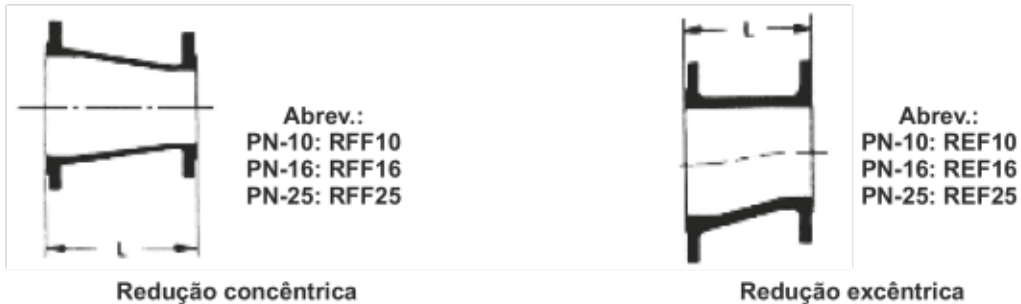 L
Abrev.:
PN-10: RFF10
PN-16: RFF16
PN-25: RFF25
L
Redução concêntrica
Abrev.:
PN-10: REF10
PN-16: REF16
PN-25: REF25
Redução excêntrica